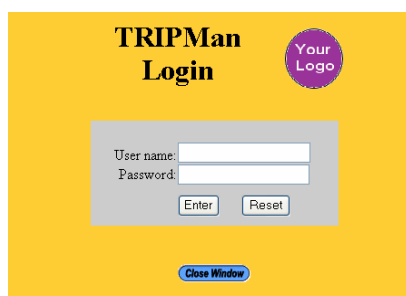 TRIPMan
Login
Your
Logo
User name:
Password:
Enter Reset
Close Window